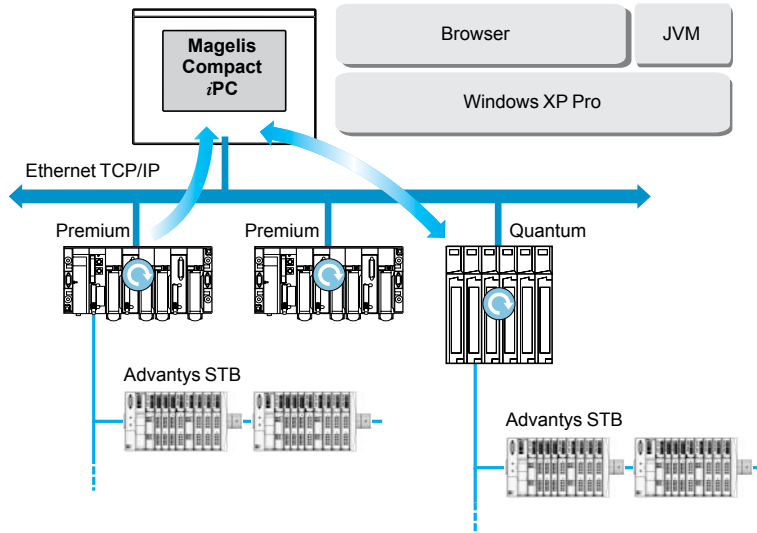 Magelis
Compact
iPC
Browser
JVM
Windows XP Pro
Ethernet TCP/IP
Premium
Premium
Quantum
Advantys STB
Advantys STB